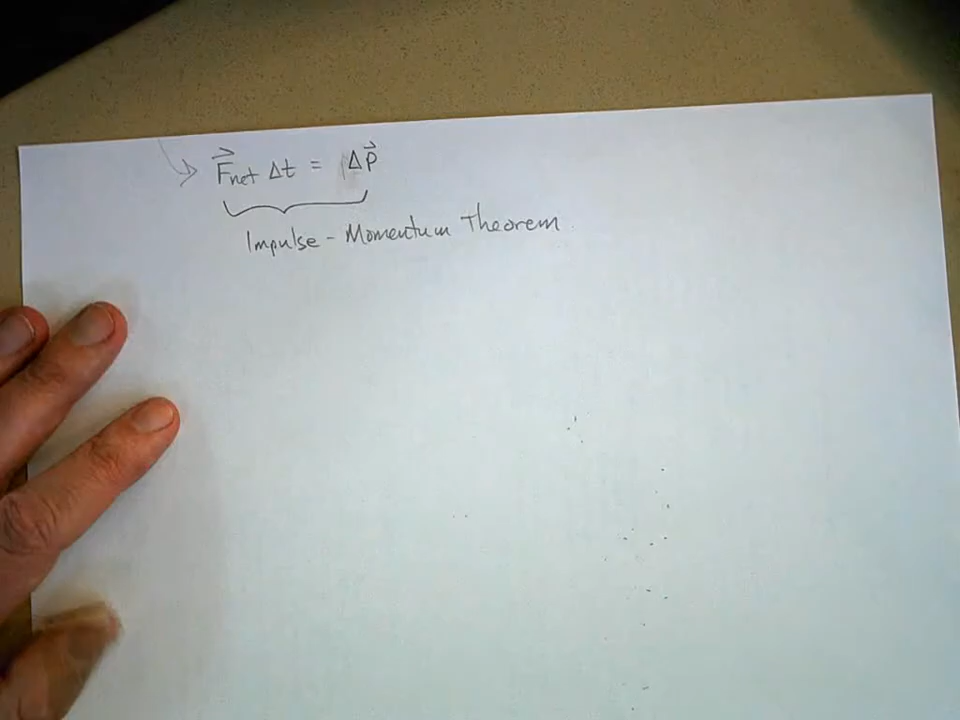 F⃗net Δt = Δp⃗
Impulse - Momentum Theorem